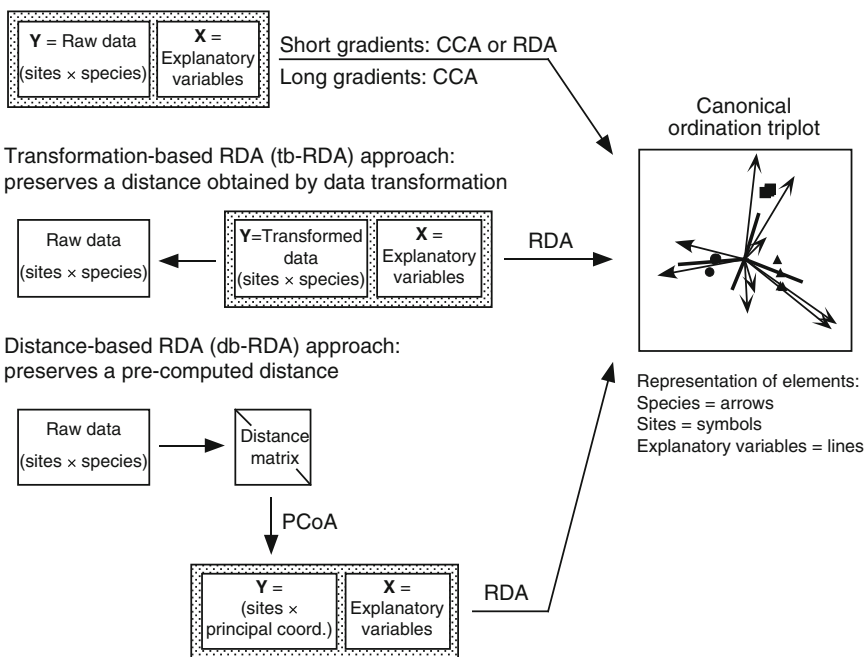 Y = Raw data
(sites × species)
X =
Explanatory
variables
Short gradients: CCA or RDA
Long gradients: CCA
Canonical
ordination triplot
Transformation-based RDA (tb-RDA) approach:
preserves a distance obtained by data transformation
Raw data
(sites × species)
Y=Transformed
data
(sites × species)
X =
Explanatory
variables
RDA
Distance-based RDA (db-RDA) approach:
preserves a pre-computed distance
Representation of elements:
Species = arrows
Sites = symbols
Explanatory variables = lines
Raw data
(sites × species)
Distance
matrix
PCoA
Y =
(sites ×
principal coord.)
X =
Explanatory
variables
RDA